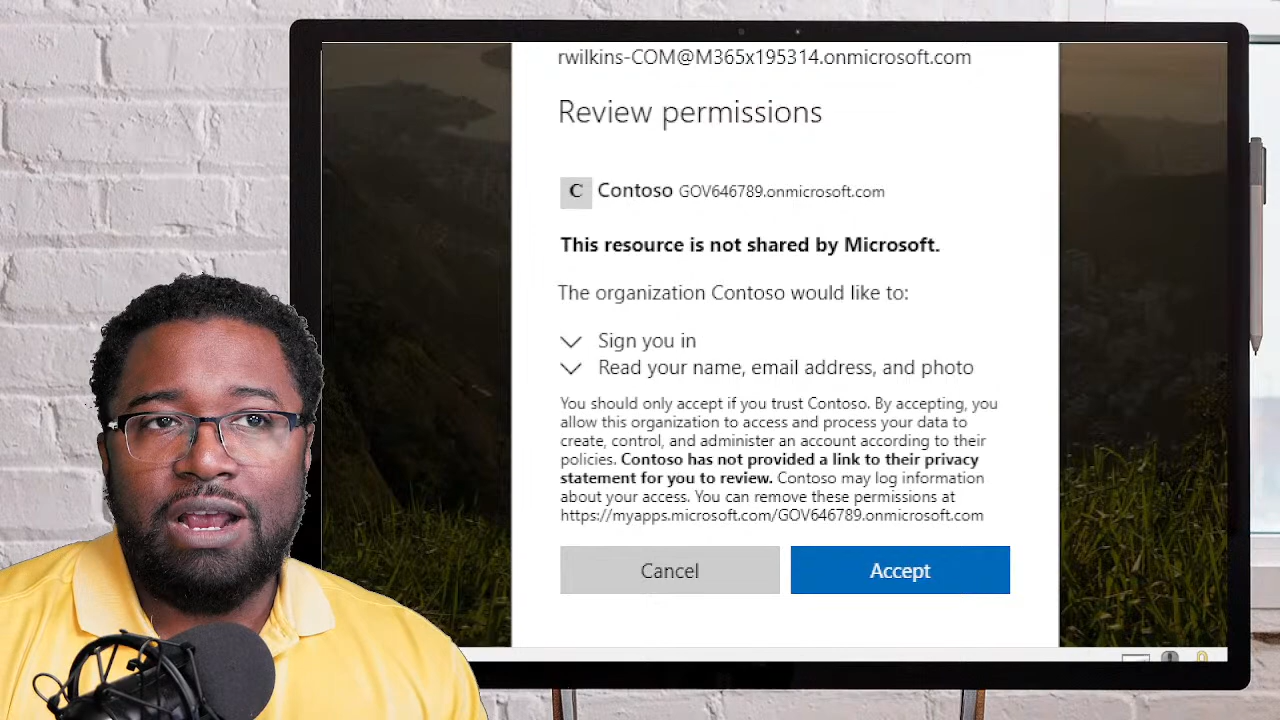 rwilkins-COM@M365x195314.onmicrosoft.com
Review permissions
C Contoso GOV646789.onmicrosoft.com
This resource is not shared by Microsoft.
The organization Contoso would like to:
Sign you in
Read your name, email address, and photo
You should only accept if you trust Contoso. By accepting, you
allow this organization to access and process your data to
create, control, and administer an account according to their
policies. Contoso has not provided a link to their privacy
statement for you to review. Contoso may log information
about your access. You can remove these permissions at
https://myapps.microsoft.com/GOV646789.onmicrosoft.com
Cancel Accept